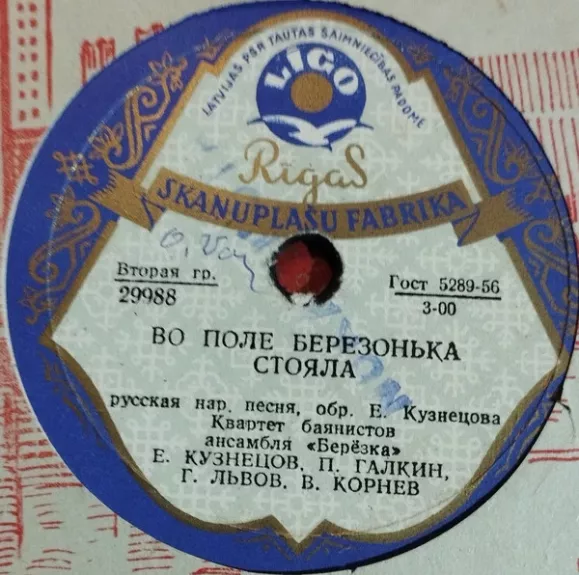 LATVIJAS PSR TAUTAS SAIMNIECĪBAS PADOME
LĪGO
Rīgas
SKAŅUPLAŠU FABRIKA
Вторая гр.
29988
Гост 5289-56
3-00
ВО ПОЛЕ БЕРЕЗОНЬКА
СТОЯЛА
русская нар. песня, обр. Е. Кузнецова
Квартет баянистов
ансамбля «Берёзка»
Е. КУЗНЕЦОВ, П. ГАЛКИН,
Г. ЛЬВОВ, В. КОРНЕВ